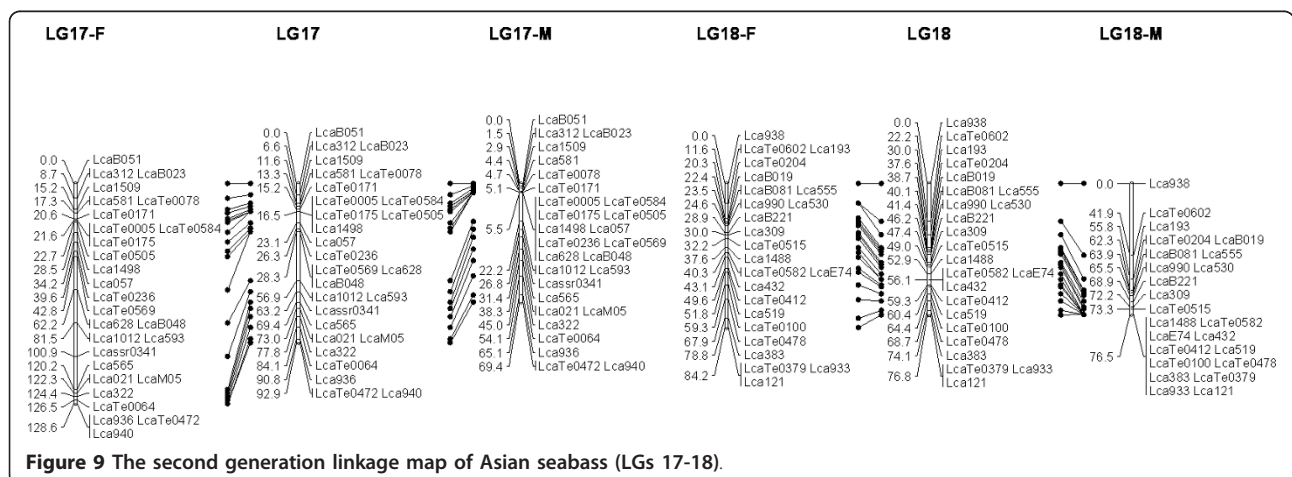 LG17-F LG17 LG17-M LG18-F LG18 LG18-M
0.0 LcaB051
8.7 Lca312 LcaB023
15.2 Lca1509
17.3 Lca581 LcaTe0078
20.6 LcaTe0171
LcaTe0005 LcaTe0584
21.6 LcaTe0175
22.7 LcaTe0505
28.5 Lca1498
34.2 Lca057
39.6 LcaTe0236
42.8 LcaTe0569
62.2 Lca628 LcaB048
81.5 Lca1012 Lca593
100.9 Lcassr0341
120.2 Lca565
122.3 Lca021 LcaM05
124.4 Lca322
126.5 LcaTe0064
128.6 Lca936 LcaTe0472
Lca940
0.0 LcaB051
6.6 Lca312 LcaB023
11.6 Lca1509
13.3 Lca581 LcaTe0078
15.2 LcaTe0171
LcaTe0005 LcaTe0584
16.5 LcaTe0175 LcaTe0505
Lca1498
23.1 Lca057
26.3 LcaTe0236
LcaTe0569 Lca628
28.3 LcaB048
56.9 Lca1012 Lca593
63.2 Lcassr0341
69.4 Lca565
73.0 Lca021 LcaM05
77.8 Lca322
84.1 LcaTe0064
90.8 Lca936
92.9 LcaTe0472 Lca940
0.0 LcaB051
1.5 Lca312 LcaB023
2.9 Lca1509
4.4 Lca581
4.7 LcaTe0078
5.1 LcaTe0171
LcaTe0005 LcaTe0584
LcaTe0175 LcaTe0505
5.5 Lca1498 Lca057
LcaTe0236 LcaTe0569
Lca628 LcaB048
22.2 Lca1012 Lca593
26.8 Lcassr0341
31.4 Lca565
38.3 Lca021 LcaM05
45.0 Lca322
54.1 LcaTe0064
65.1 Lca936
69.4 LcaTe0472 Lca940
0.0 Lca938
11.6 LcaTe0602 Lca193
20.3 LcaTe0204
22.4 LcaB019
23.5 LcaB081 Lca555
24.6 Lca990 Lca530
28.9 LcaB221
30.0 Lca309
32.2 LcaTe0515
37.6 Lca1488
40.3 LcaTe0582 LcaE74
43.1 Lca432
49.6 LcaTe0412
51.8 Lca519
59.3 LcaTe0100
67.9 LcaTe0478
78.8 Lca383
84.2 LcaTe0379 Lca933
Lca121
0.0 Lca938
22.2 LcaTe0602
30.0 Lca193
37.6 LcaTe0204
38.7 LcaB019
40.1 LcaB081 Lca555
41.4 Lca990 Lca530
46.2 LcaB221
47.4 Lca309
49.0 LcaTe0515
52.9 Lca1488
56.1 LcaTe0582 LcaE74
Lca432
59.3 LcaTe0412
60.4 Lca519
64.4 LcaTe0100
68.7 LcaTe0478
74.1 Lca383
76.8 LcaTe0379 Lca933
Lca121
0.0 Lca938
41.9 LcaTe0602
55.8 Lca193
62.3 LcaTe0204 LcaB019
63.9 LcaB081 Lca555
65.5 Lca990 Lca530
68.9 LcaB221
72.2 Lca309
73.3 LcaTe0515
Lca1488 LcaTe0582
LcaE74 Lca432
76.5 LcaTe0412 Lca519
LcaTe0100 LcaTe0478
Lca383 LcaTe0379
Lca933 Lca121
Figure 9 The second generation linkage map of Asian seabass (LGs 17-18).